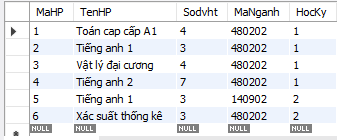 MaHP TenHP Sodvht MaNganh HocKy
1 Toán cap cấp A1 4 480202 1
2 Tiếng anh 1 3 480202 1
3 Vật lý đại cương 4 480202 1
4 Tiếng anh 2 7 480202 1
5 Tiếng anh 1 3 140902 2
6 Xác suất thống kê 3 480202 2
NULL NULL NULL NULL NULL